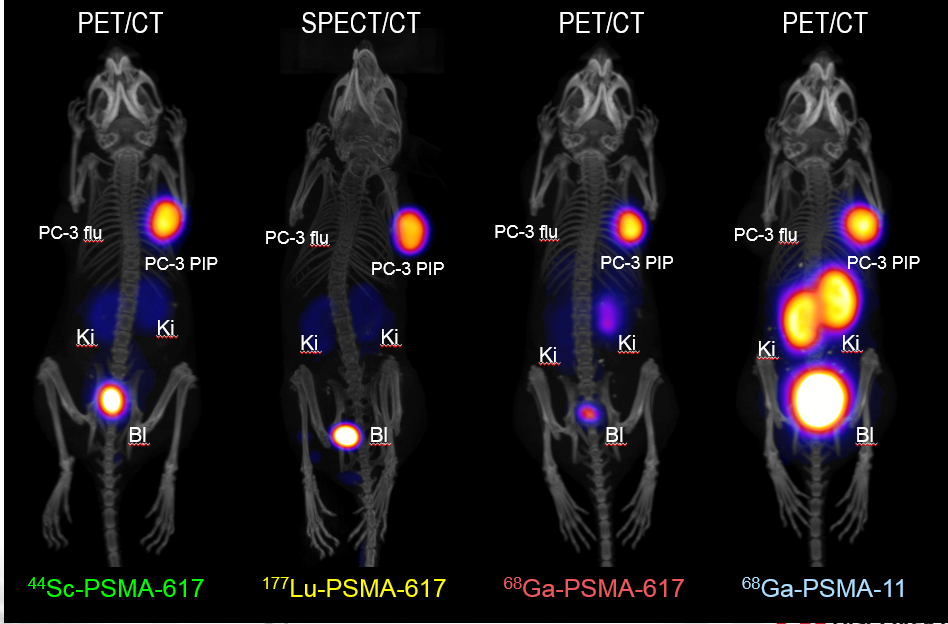 PET/CT SPECT/CT PET/CT PET/CT
PC-3 flu PC-3 flu PC-3 flu PC-3 flu
PC-3 PIP PC-3 PIP PC-3 PIP PC-3 PIP
Ki Ki Ki Ki Ki Ki Ki Ki
Bl Bl Bl Bl
⁴⁴Sc-PSMA-617 ¹⁷⁷Lu-PSMA-617 ⁶⁸Ga-PSMA-617 ⁶⁸Ga-PSMA-11